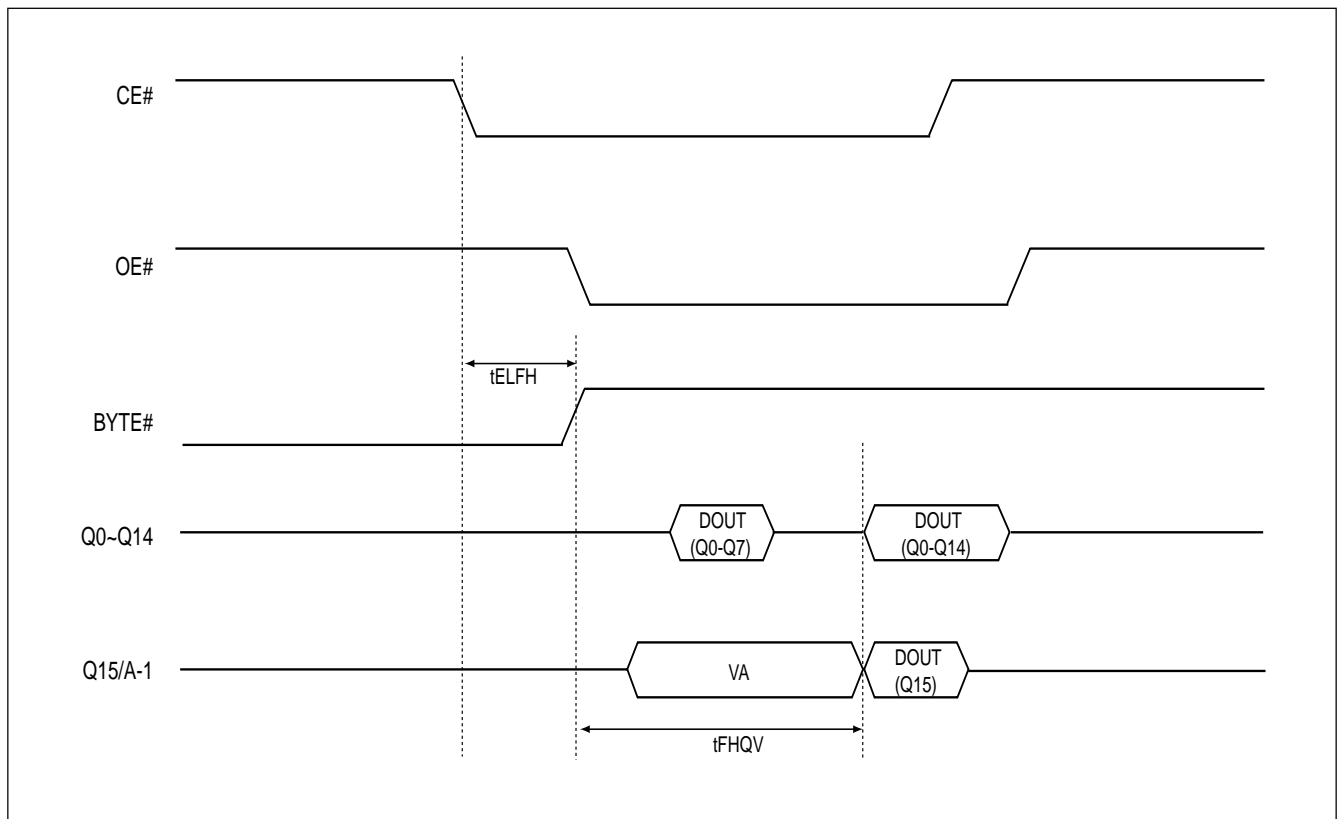 CE#
OE#
tELFH
BYTE#
Q0~Q14
DOUT
(Q0-Q7)
DOUT
(Q0-Q14)
Q15/A-1
VA
DOUT
(Q15)
tFHQV